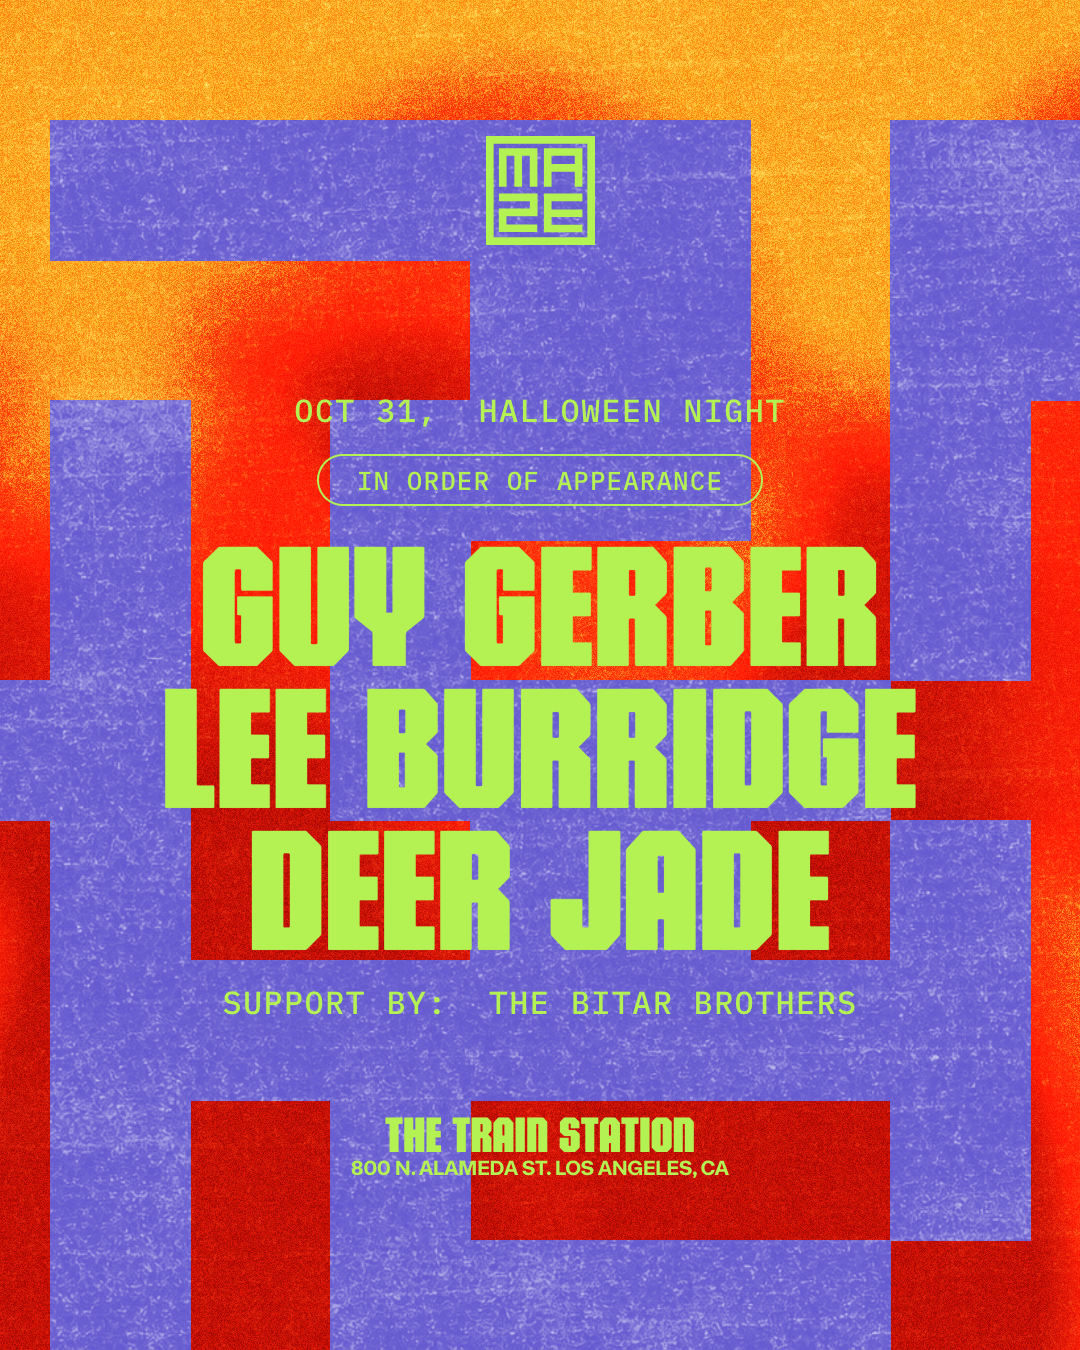 MA
ZE
OCT 31, HALLOWEEN NIGHT
IN ORDER OF APPEARANCE
GUY GERBER
LEE BURRIDGE
DEER JADE
SUPPORT BY: THE BITAR BROTHERS
THE TRAIN STATION
800 N. ALAMEDA ST. LOS ANGELES, CA